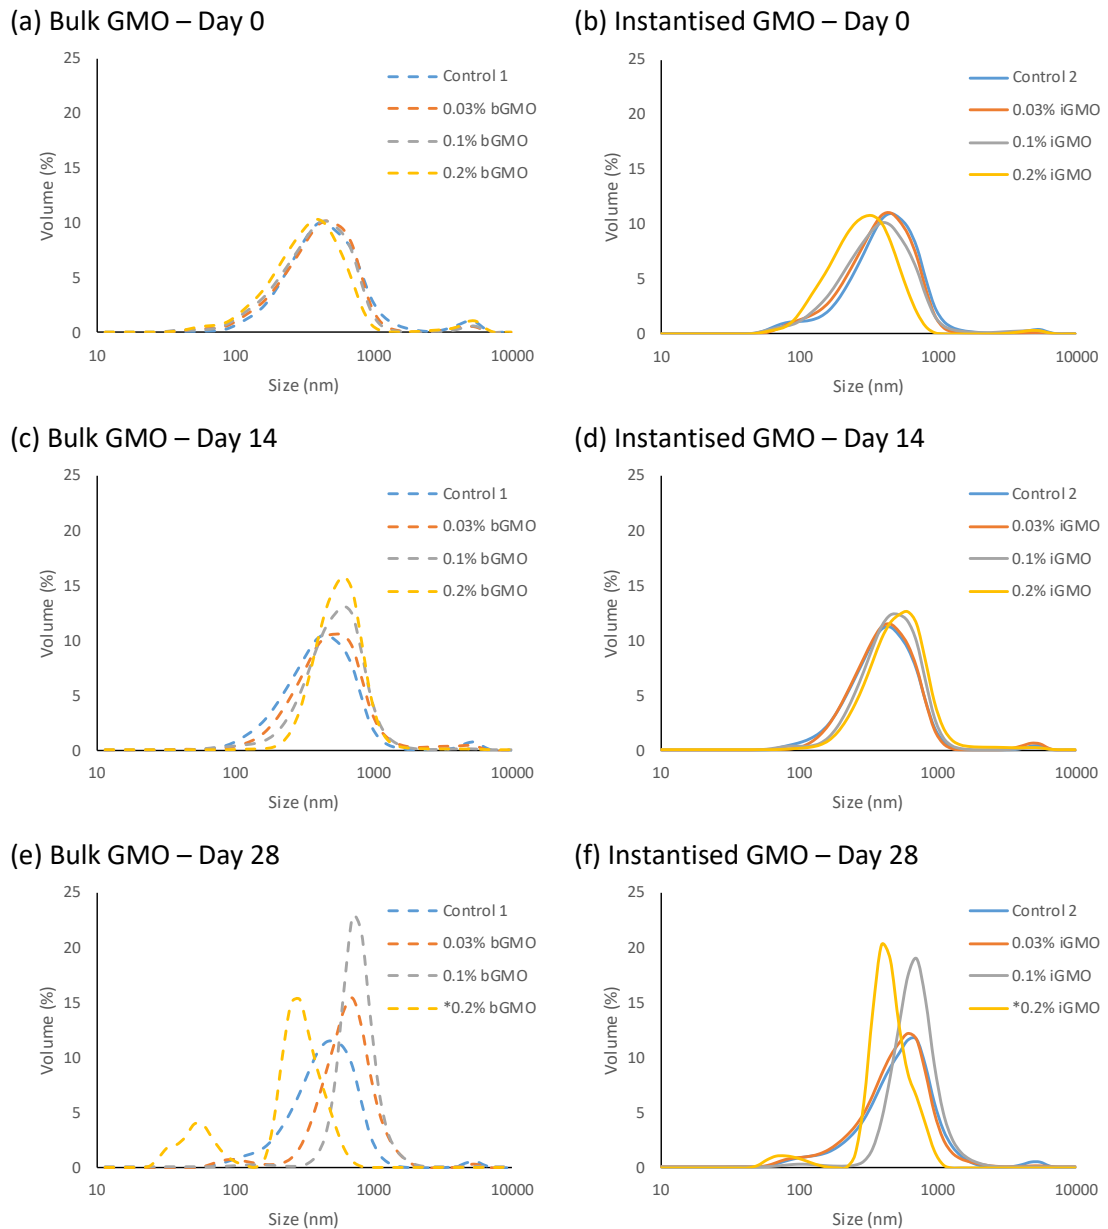 (a) Bulk GMO – Day 0
25
20
15
10
5
0
Volume (%)
10 100 1000 10000
Size (nm)
Control 1
0.03% bGMO
0.1% bGMO
0.2% bGMO
(b) Instantised GMO – Day 0
25
20
15
10
5
0
Volume (%)
10 100 1000 10000
Size (nm)
Control 2
0.03% iGMO
0.1% iGMO
0.2% iGMO
(c) Bulk GMO – Day 14
25
20
15
10
5
0
Volume (%)
10 100 1000 10000
Size (nm)
Control 1
0.03% bGMO
0.1% bGMO
0.2% bGMO
(d) Instantised GMO – Day 14
25
20
15
10
5
0
Volume (%)
10 100 1000 10000
Size (nm)
Control 2
0.03% iGMO
0.1% iGMO
0.2% iGMO
(e) Bulk GMO – Day 28
25
20
15
10
5
0
Volume (%)
10 100 1000 10000
Size (nm)
Control 1
0.03% bGMO
0.1% bGMO
*0.2% bGMO
(f) Instantised GMO – Day 28
25
20
15
10
5
0
Volume (%)
10 100 1000 10000
Size (nm)
Control 2
0.03% iGMO
0.1% iGMO
*0.2% iGMO